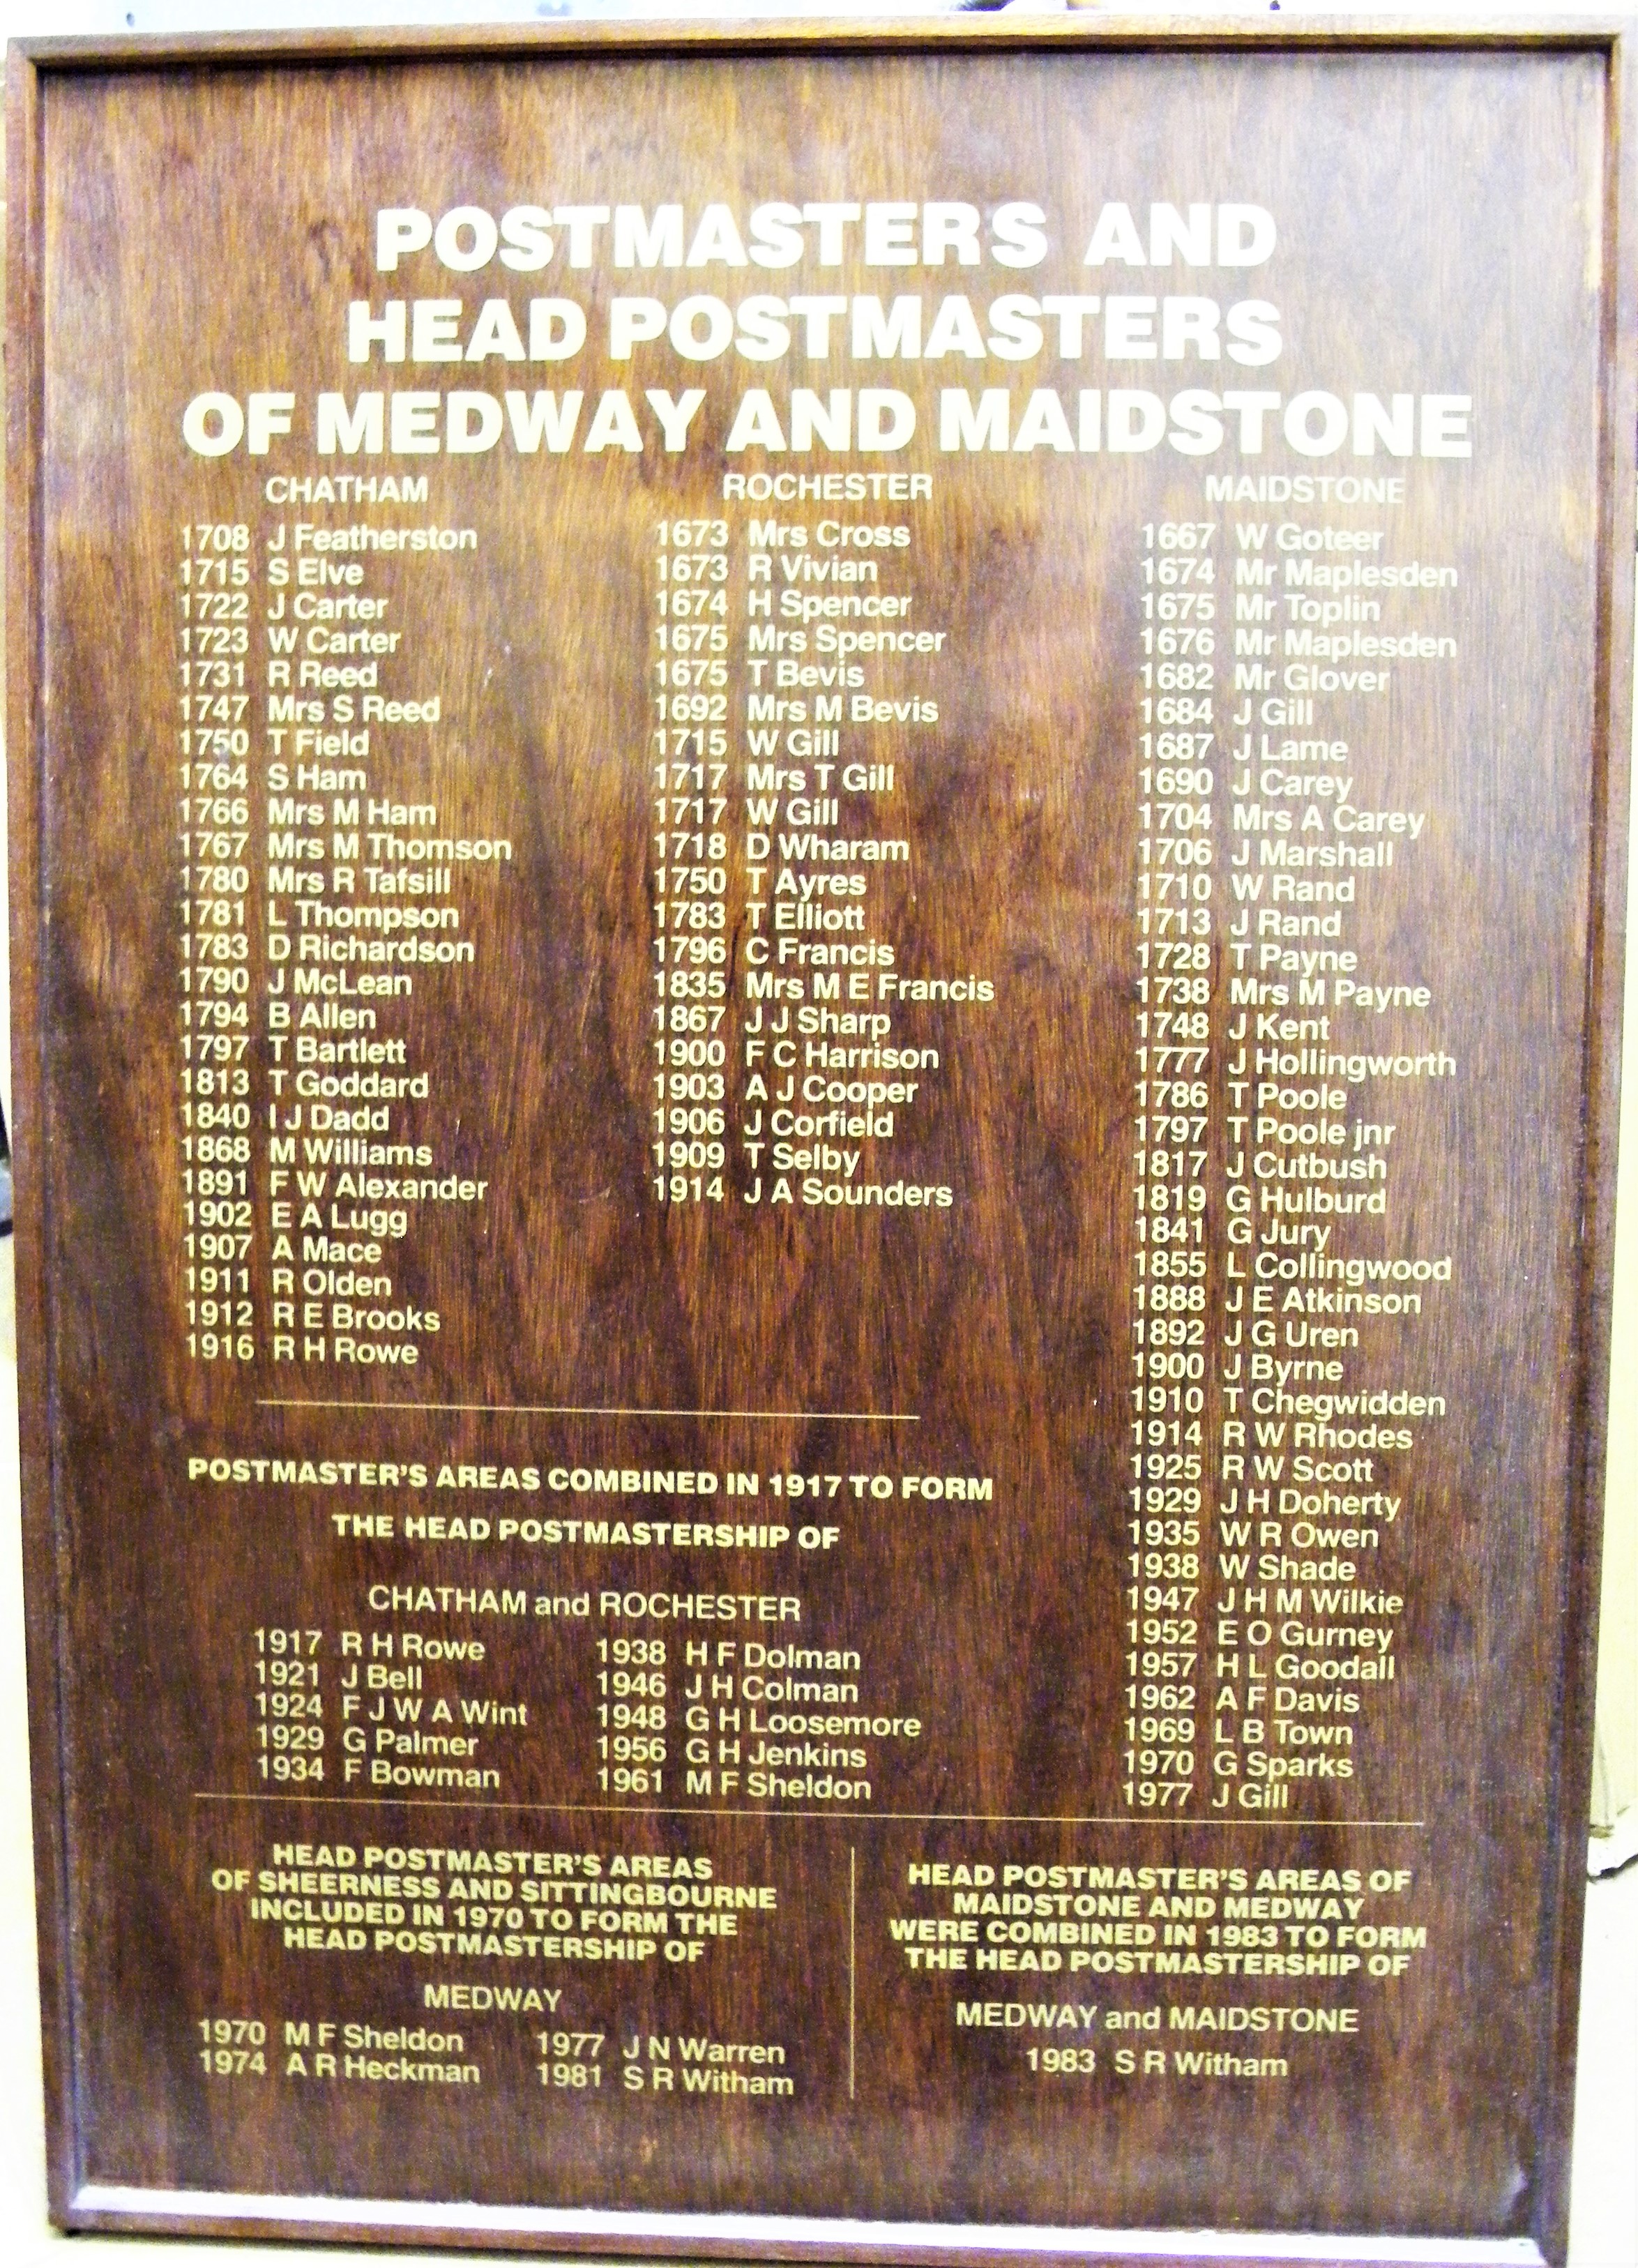 POSTMASTERS AND
HEAD POSTMASTERS
OF MEDWAY AND MAIDSTONE
CHATHAM
1708 J Featherston
1715 S Elve
1722 J Carter
1723 W Carter
1731 R Reed
1747 Mrs S Reed
1750 T Field
1764 S Ham
1766 Mrs M Ham
1767 Mrs M Thomson
1780 Mrs R Tafsill
1781 L Thompson
1783 D Richardson
1790 J McLean
1794 B Allen
1797 T Bartlett
1813 T Goddard
1840 I J Dadd
1868 M Williams
1891 F W Alexander
1902 E A Lugg
1907 A Mace
1911 R Olden
1912 R E Brooks
1916 R H Rowe
ROCHESTER
1673 Mrs Cross
1673 R Vivian
1674 H Spencer
1675 Mrs Spencer
1675 T Bevis
1692 Mrs M Bevis
1715 W Gill
1717 Mrs T Gill
1717 W Gill
1718 D Wharam
1750 T Ayres
1783 T Elliott
1796 C Francis
1835 Mrs M E Francis
1867 J J Sharp
1900 F C Harrison
1903 A J Cooper
1906 J Corfield
1909 T Selby
1914 J A Sounders
MAIDSTONE
1667 W Goteer
1674 Mr Maplesden
1675 Mr Toplin
1676 Mr Maplesden
1682 Mr Glover
1684 J Gill
1687 J Lame
1690 J Carey
1704 Mrs A Carey
1706 J Marshall
1710 W Rand
1713 J Rand
1728 T Payne
1738 Mrs M Payne
1748 J Kent
1777 J Hollingworth
1786 T Poole
1797 T Poole jnr
1817 J Cutbush
1819 G Hulburd
1841 G Jury
1855 L Collingwood
1888 J E Atkinson
1892 J G Uren
1900 J Byrne
1910 T Chegwidden
1914 R W Rhodes
1925 R W Scott
1929 J H Doherty
1935 W R Owen
1938 W Shade
1947 J H M Wilkie
1952 E O Gurney
1957 H L Goodall
1962 A F Davis
1969 L B Town
1970 G Sparks
1977 J Gill
POSTMASTER'S AREAS COMBINED IN 1917 TO FORM
THE HEAD POSTMASTERSHIP OF
CHATHAM and ROCHESTER
1917 R H Rowe
1921 J Bell
1924 F J W A Wint
1929 G Palmer
1934 F Bowman
1938 H F Dolman
1946 J H Colman
1948 G H Loosemore
1956 G H Jenkins
1961 M F Sheldon
HEAD POSTMASTER'S AREAS
OF SHEERNESS AND SITTINGBOURNE
INCLUDED IN 1970 TO FORM THE
HEAD POSTMASTERSHIP OF
MEDWAY
1970 M F Sheldon
1974 A R Heckman
1977 J N Warren
1981 S R Witham
HEAD POSTMASTER'S AREAS OF
MAIDSTONE AND MEDWAY
WERE COMBINED IN 1983 TO FORM
THE HEAD POSTMASTERSHIP OF
MEDWAY and MAIDSTONE
1983 S R Witham